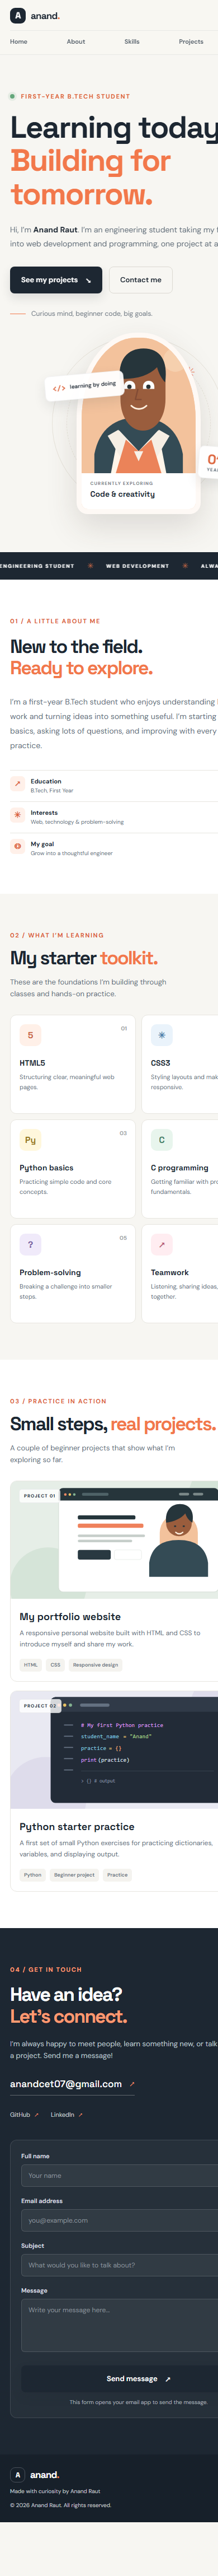 A anand.
Home About Skills Projects
FIRST-YEAR B.TECH STUDENT
Learning today
Building for
tomorrow.
Hi, I'm Anand Raut. I'm an engineering student taking my
into web development and programming, one project at a
See my projects ↘ Contact me
Curious mind, beginner code, big goals.
</> learning by doing
CURRENTLY EXPLORING
Code & creativity
ENGINEERING STUDENT ✳ WEB DEVELOPMENT ✳
01 / A LITTLE ABOUT ME
New to the field.
Ready to explore.
I'm a first-year B.Tech student who enjoys understanding
work and turning ideas into something useful. I'm starting
basics, asking lots of questions, and improving with every
practice.
↗ Education
B.Tech, First Year
✳ Interests
Web, technology & problem-solving
My goal
Grow into a thoughtful engineer
02 / WHAT I'M LEARNING
My starter toolkit.
These are the foundations I'm building through
classes and hands-on practice.
5 01
HTML5
Structuring clear, meaningful web
pages.
✳
CSS3
Styling layouts and
responsive.
Py 03
Python basics
Practicing simple code and core
concepts.
C
C programming
Getting familiar with
fundamentals.
? 05
Problem-solving
Breaking a challenge into smaller
steps.
↗
Teamwork
Listening, sharing ideas,
together.
03 / PRACTICE IN ACTION
Small steps, real projects.
A couple of beginner projects that show what I'm
exploring so far.
PROJECT 01
My portfolio website
A responsive personal website built with HTML and CSS to
introduce myself and share my work.
HTML CSS Responsive design
PROJECT 02
# My first Python practice
student_name = "Anand"
practice = {}
print(practice)
> {} # output
Python starter practice
A first set of small Python exercises for practicing dictionaries,
variables, and displaying output.
Python Beginner project Practice
04 / GET IN TOUCH
Have an idea?
Let's connect.
I'm always happy to meet people, learn something new, or talk
a project. Send me a message!
anandcet07@gmail.com ↗
GitHub ↗ LinkedIn ↗
Full name
Your name
Email address
you@example.com
Subject
What would you like to talk about?
Message
Write your message here...
Send message ↗
This form opens your email app to send the message.
A anand.
Made with curiosity by Anand Raut
© 2026 Anand Raut. All rights reserved.